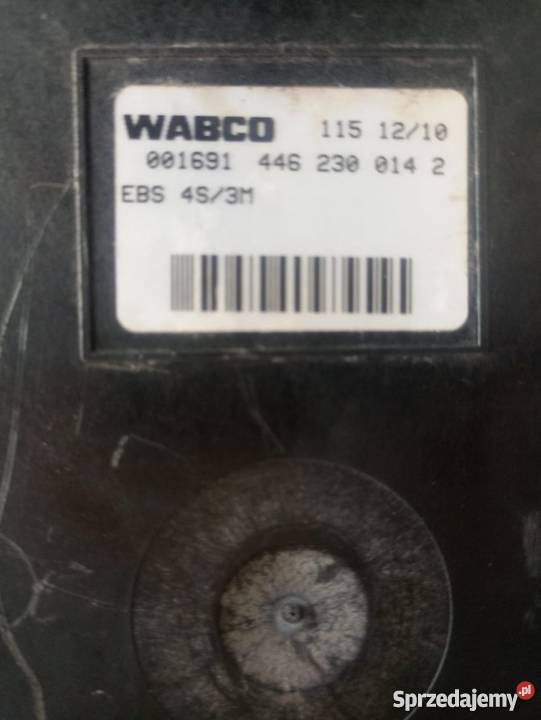 WABCO 115 12/10
001691 446 230 014 2
EBS 4S/3M
Sprzedajemy.pl